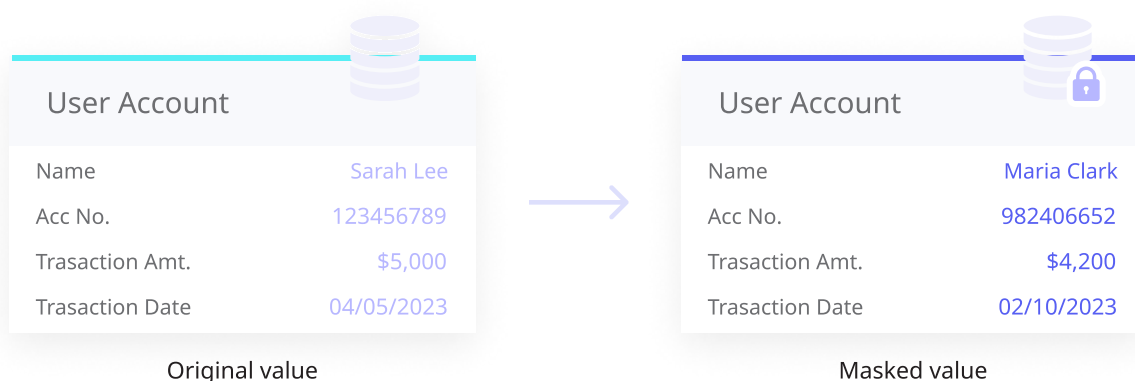 User Account
Name Sarah Lee
Acc No. 123456789
Trasaction Amt. $5,000
Trasaction Date 04/05/2023
Original value
User Account
Name Maria Clark
Acc No. 982406652
Trasaction Amt. $4,200
Trasaction Date 02/10/2023
Masked value